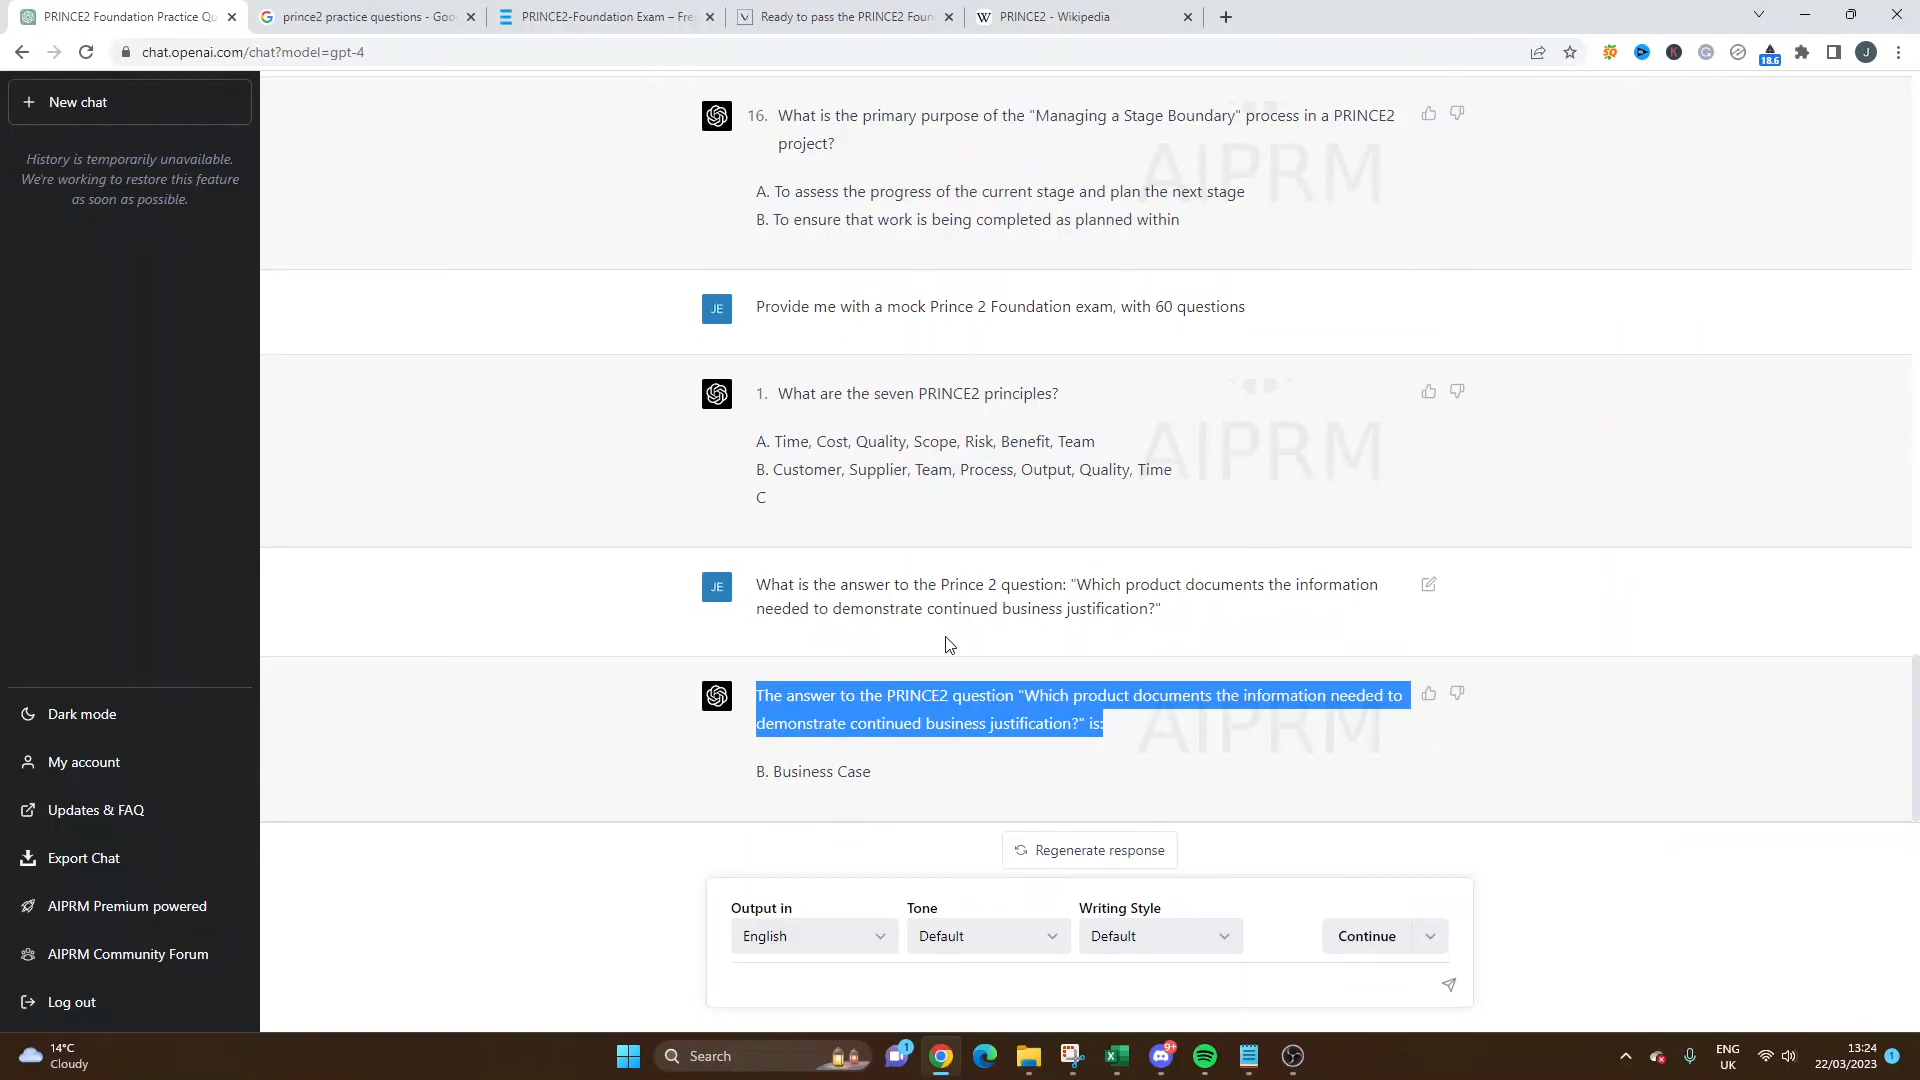 PRINCE2 Foundation Practice Qu
prince2 practice questions - Goo
PRINCE2-Foundation Exam – Fre
Ready to pass the PRINCE2 Foun
PRINCE2 - Wikipedia
chat.openai.com/chat?model=gpt-4
18.6
J
New chat
History is temporarily unavailable.
We're working to restore this feature
as soon as possible.
16. What is the primary purpose of the "Managing a Stage Boundary" process in a PRINCE2
project?
AIPRM
A. To assess the progress of the current stage and plan the next stage
B. To ensure that work is being completed as planned within
JE
Provide me with a mock Prince 2 Foundation exam, with 60 questions
1. What are the seven PRINCE2 principles?
AIPRM
A. Time, Cost, Quality, Scope, Risk, Benefit, Team
B. Customer, Supplier, Team, Process, Output, Quality, Time
C
JE
What is the answer to the Prince 2 question: "Which product documents the information
needed to demonstrate continued business justification?"
The answer to the PRINCE2 question "Which product documents the information needed to
demonstrate continued business justification?" is:
AIPRM
B. Business Case
Dark mode
My account
Updates & FAQ
Export Chat
AIPRM Premium powered
AIPRM Community Forum
Log out
Regenerate response
Output in
Tone
Writing Style
English
Default
Default
Continue
14°C
Cloudy
Search
1
9+
ENG
UK
13:24
22/03/2023
1